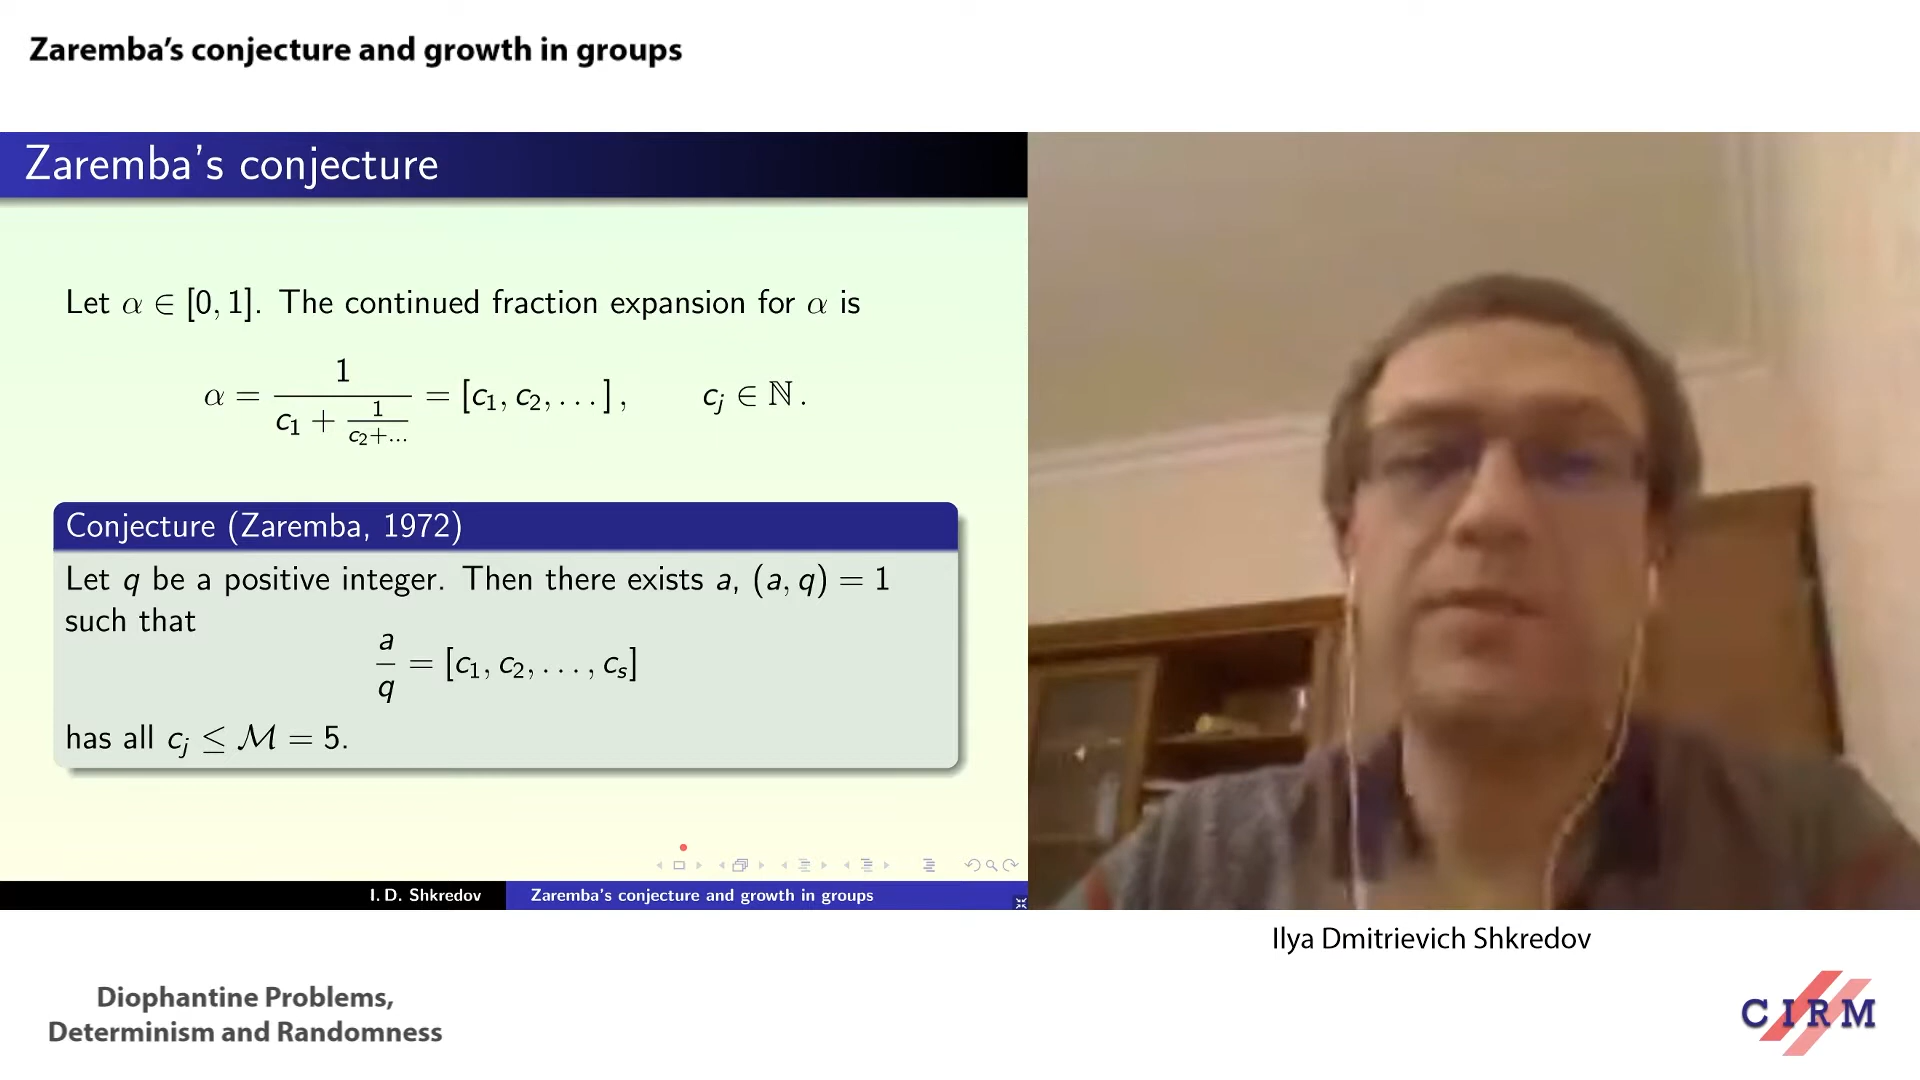 Zaremba’s conjecture and growth in groups
Zaremba’s conjecture
Let α ∈ [0, 1]. The continued fraction expansion for α is
α = 1 / (c₁ + 1 / (c₂+...)) = [c₁, c₂, . . . ] ,   cⱼ ∈ ℕ .
Conjecture (Zaremba, 1972)
Let q be a positive integer. Then there exists a, (a, q) = 1
such that
a/q = [c₁, c₂, . . . , cₛ]
has all cⱼ ≤ ℳ = 5.
I. D. Shkredov
Zaremba’s conjecture and growth in groups
Ilya Dmitrievich Shkredov
Diophantine Problems,
Determinism and Randomness
CIRM